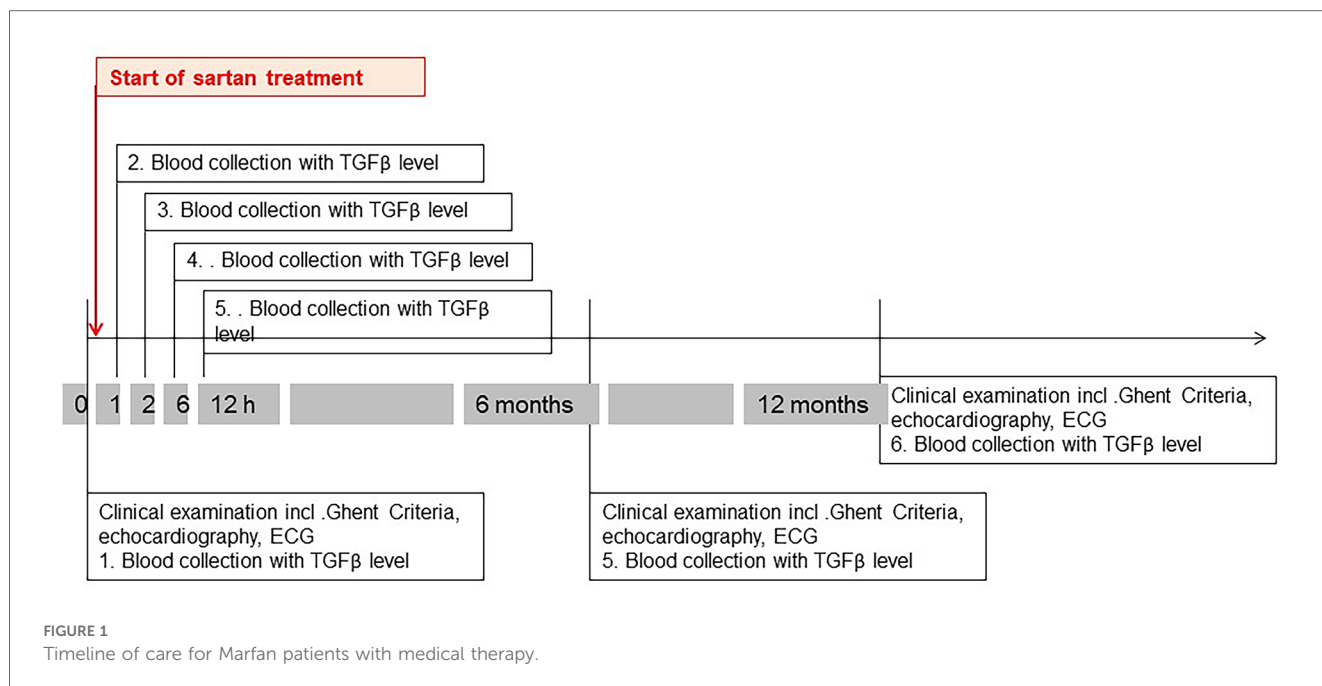 Start of sartan treatment
2. Blood collection with TGFβ level
3. Blood collection with TGFβ level
4. . Blood collection with TGFβ level
5. . Blood collection with TGFβ
level
0 1 2 6 12 h 6 months 12 months
Clinical examination incl .Ghent Criteria,
echocardiography, ECG
6. Blood collection with TGFβ level
Clinical examination incl .Ghent Criteria,
echocardiography, ECG
1. Blood collection with TGFβ level
Clinical examination incl .Ghent Criteria,
echocardiography, ECG
5. Blood collection with TGFβ level
FIGURE 1
Timeline of care for Marfan patients with medical therapy.